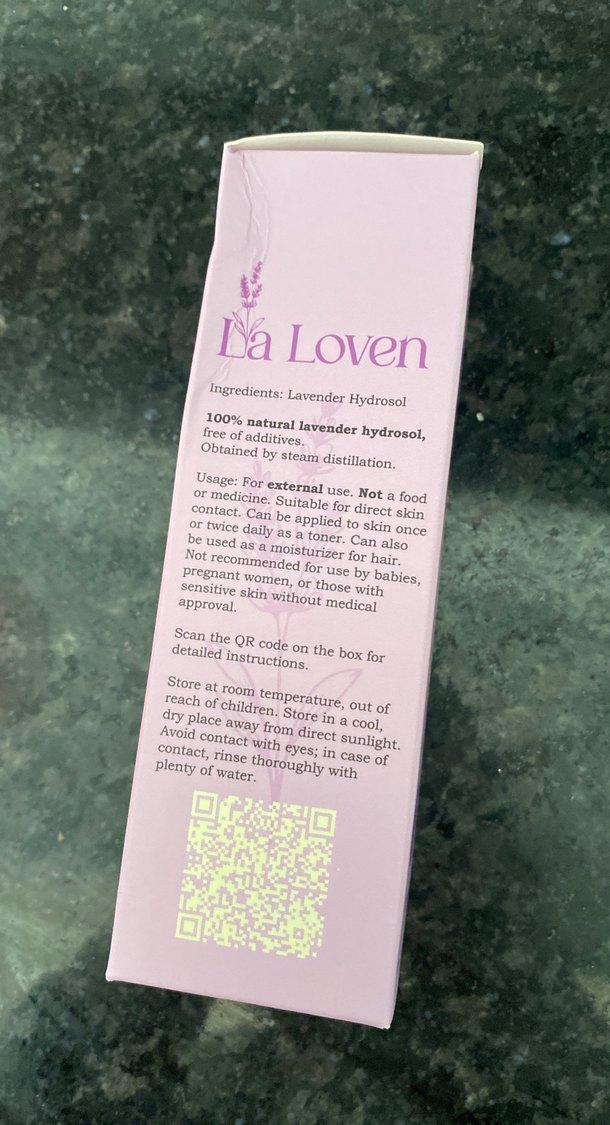 La Loven
Ingredients: Lavender Hydrosol
100% natural lavender hydrosol,
free of additives.
Obtained by steam distillation.
Usage: For external use. Not a food
or medicine. Suitable for direct skin
contact. Can be applied to skin once
or twice daily as a toner. Can also
be used as a moisturizer for hair.
Not recommended for use by babies,
pregnant women, or those with
sensitive skin without medical
approval.
Scan the QR code on the box for
detailed instructions.
Store at room temperature, out of
reach of children. Store in a cool,
dry place away from direct sunlight.
Avoid contact with eyes; in case of
contact, rinse thoroughly with
plenty of water.